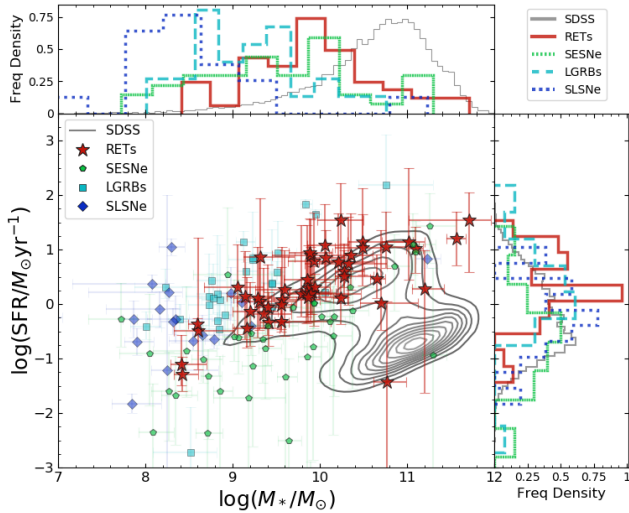 0.75
0.50
0.25
0
Freq Density
SDSS
RETs
SESNe
LGRBs
SLSNe
SDSS
RETs
SESNe
LGRBs
SLSNe
3
2
1
0
−1
−2
−3
log(SFR/M⊙yr⁻¹)
7
8
9
10
11
12
log(M*/M⊙)
0.25
0.5
0.75
1
Freq Density